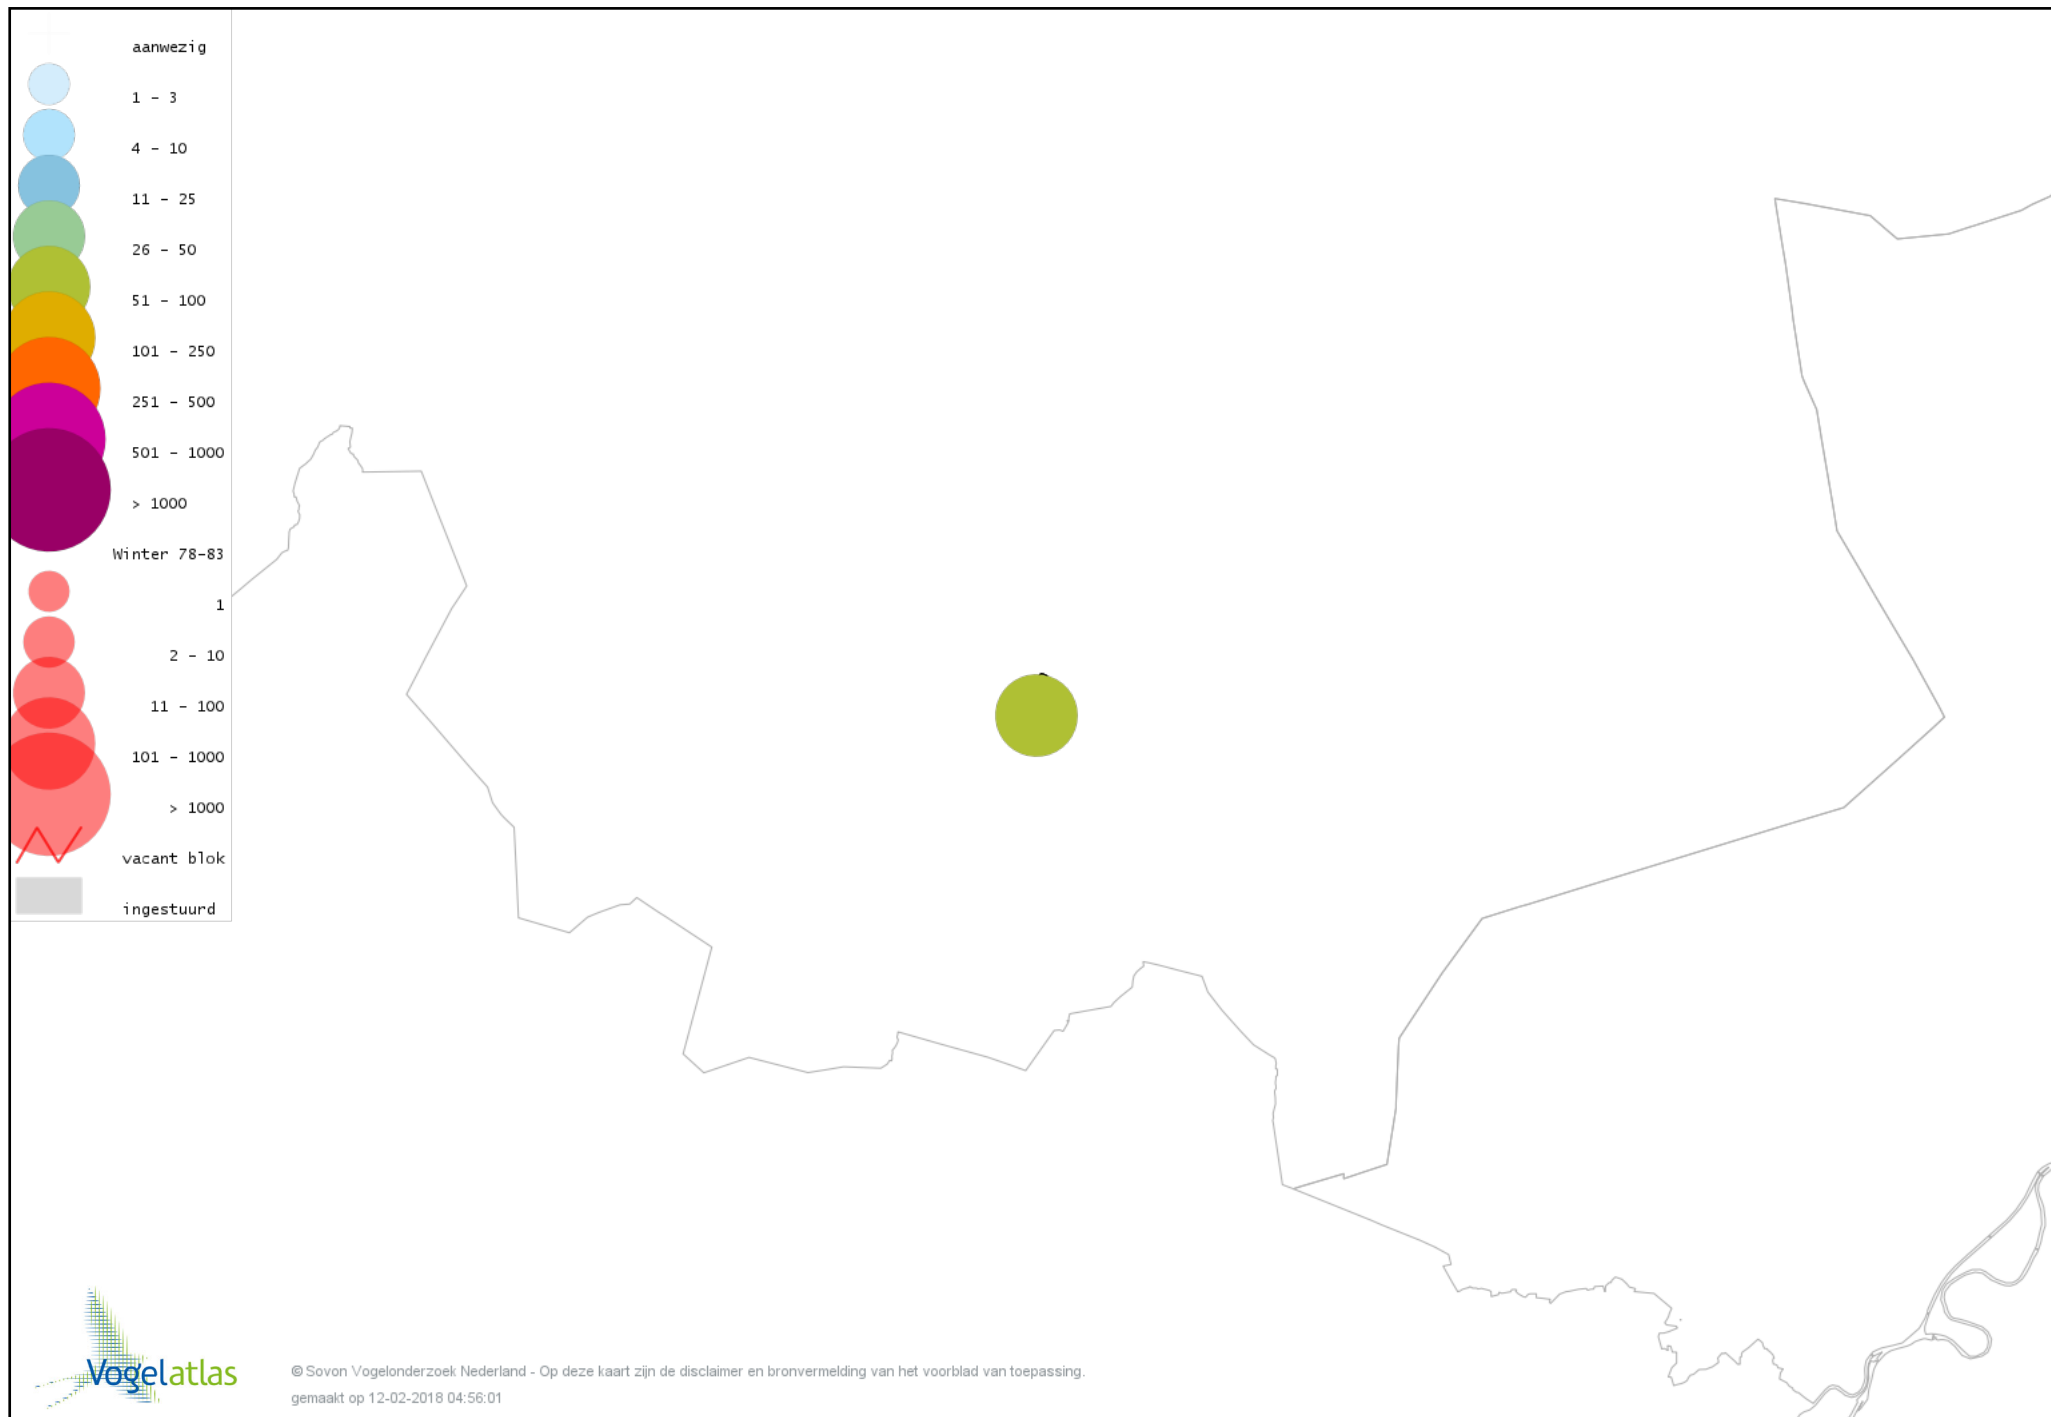 aanwezig
1 - 3
4 - 10
11 - 25
26 - 50
51 - 100
101 - 250
251 - 500
501 - 1000
> 1000
Winter 78-83
1
2 - 10
11 - 100
101 - 1000
> 1000
vacant blok
ingestuurd
Vogelatlas
© Sovon Vogelonderzoek Nederland - Op deze kaart zijn de disclaimer en bronvermelding van het voorblad van toepassing.
gemaakt op 12-02-2018 04:56:01